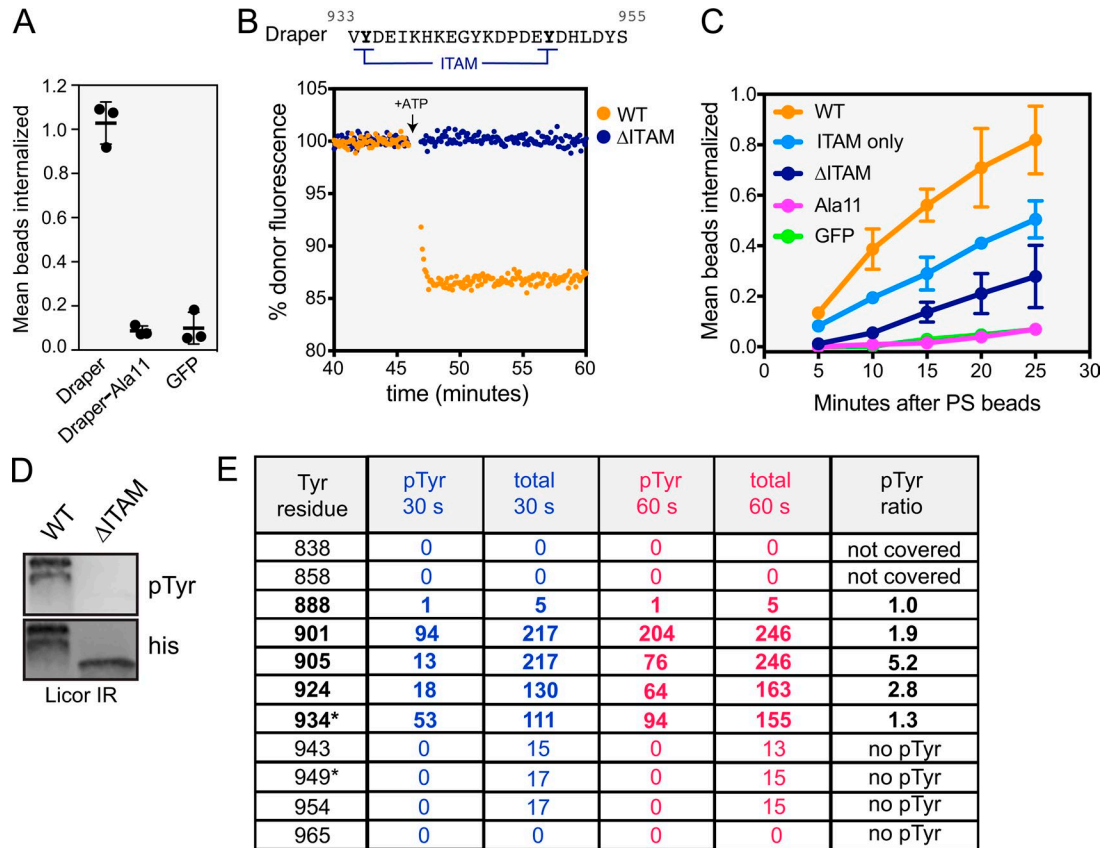 A
Mean beads internalized
1.2
1.0
0.8
0.6
0.4
0.2
0.0
Draper
Draper-Ala11
GFP
B
933 955
Draper VYDEIKHKEGYKDPDEYDHLDYS
ITAM
% donor fluorescence
105
100
95
90
85
80
+ATP
WT
ΔITAM
40 45 50 55 60
time (minutes)
C
Mean beads internalized
1.0
0.8
0.6
0.4
0.2
0.0
WT
ITAM only
ΔITAM
Ala11
GFP
0 5 10 15 20 25 30
Minutes after PS beads
D
WT ΔITAM
pTyr
his
Licor IR
E
Tyr residue pTyr 30 s total 30 s pTyr 60 s total 60 s pTyr ratio
838 0 0 0 0 not covered
858 0 0 0 0 not covered
888 1 5 1 5 1.0
901 94 217 204 246 1.9
905 13 217 76 246 5.2
924 18 130 64 163 2.8
934* 53 111 94 155 1.3
943 0 15 0 13 no pTyr
949* 0 17 0 15 no pTyr
954 0 17 0 15 no pTyr
965 0 0 0 0 no pTyr